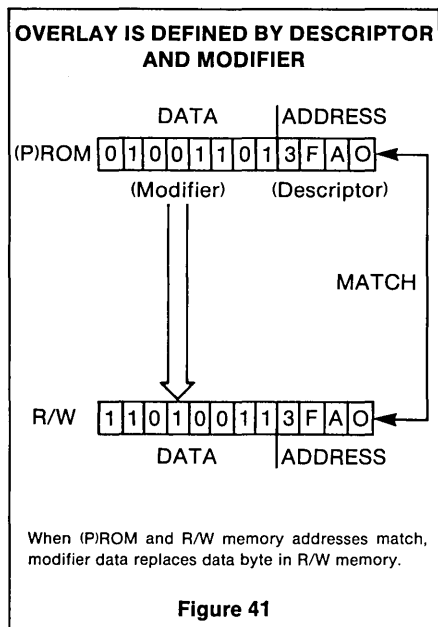 OVERLAY IS DEFINED BY DESCRIPTOR
AND MODIFIER
DATA ADDRESS
(P)ROM 0 1 0 0 1 1 0 1 3 F A O
(Modifier) (Descriptor)
MATCH
R/W 1 1 0 1 0 0 1 1 3 F A O
DATA ADDRESS
When (P)ROM and R/W memory addresses match,
modifier data replaces data byte in R/W memory.
Figure 41